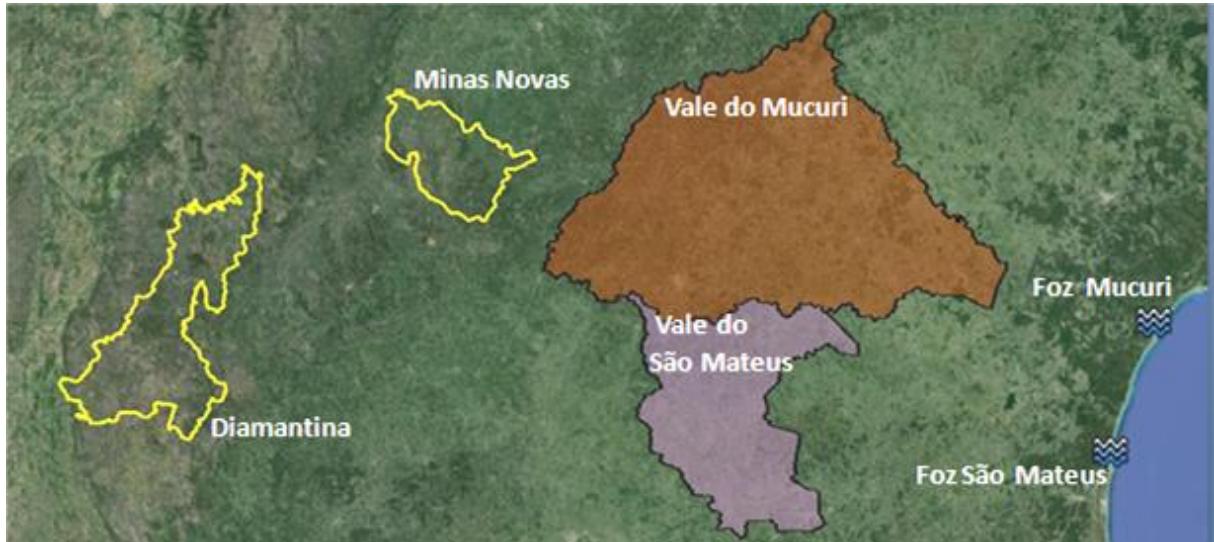 Minas Novas
Vale do Mucuri
Foz Mucuri
Vale do
São Mateus
Diamantina
Foz São Mateus